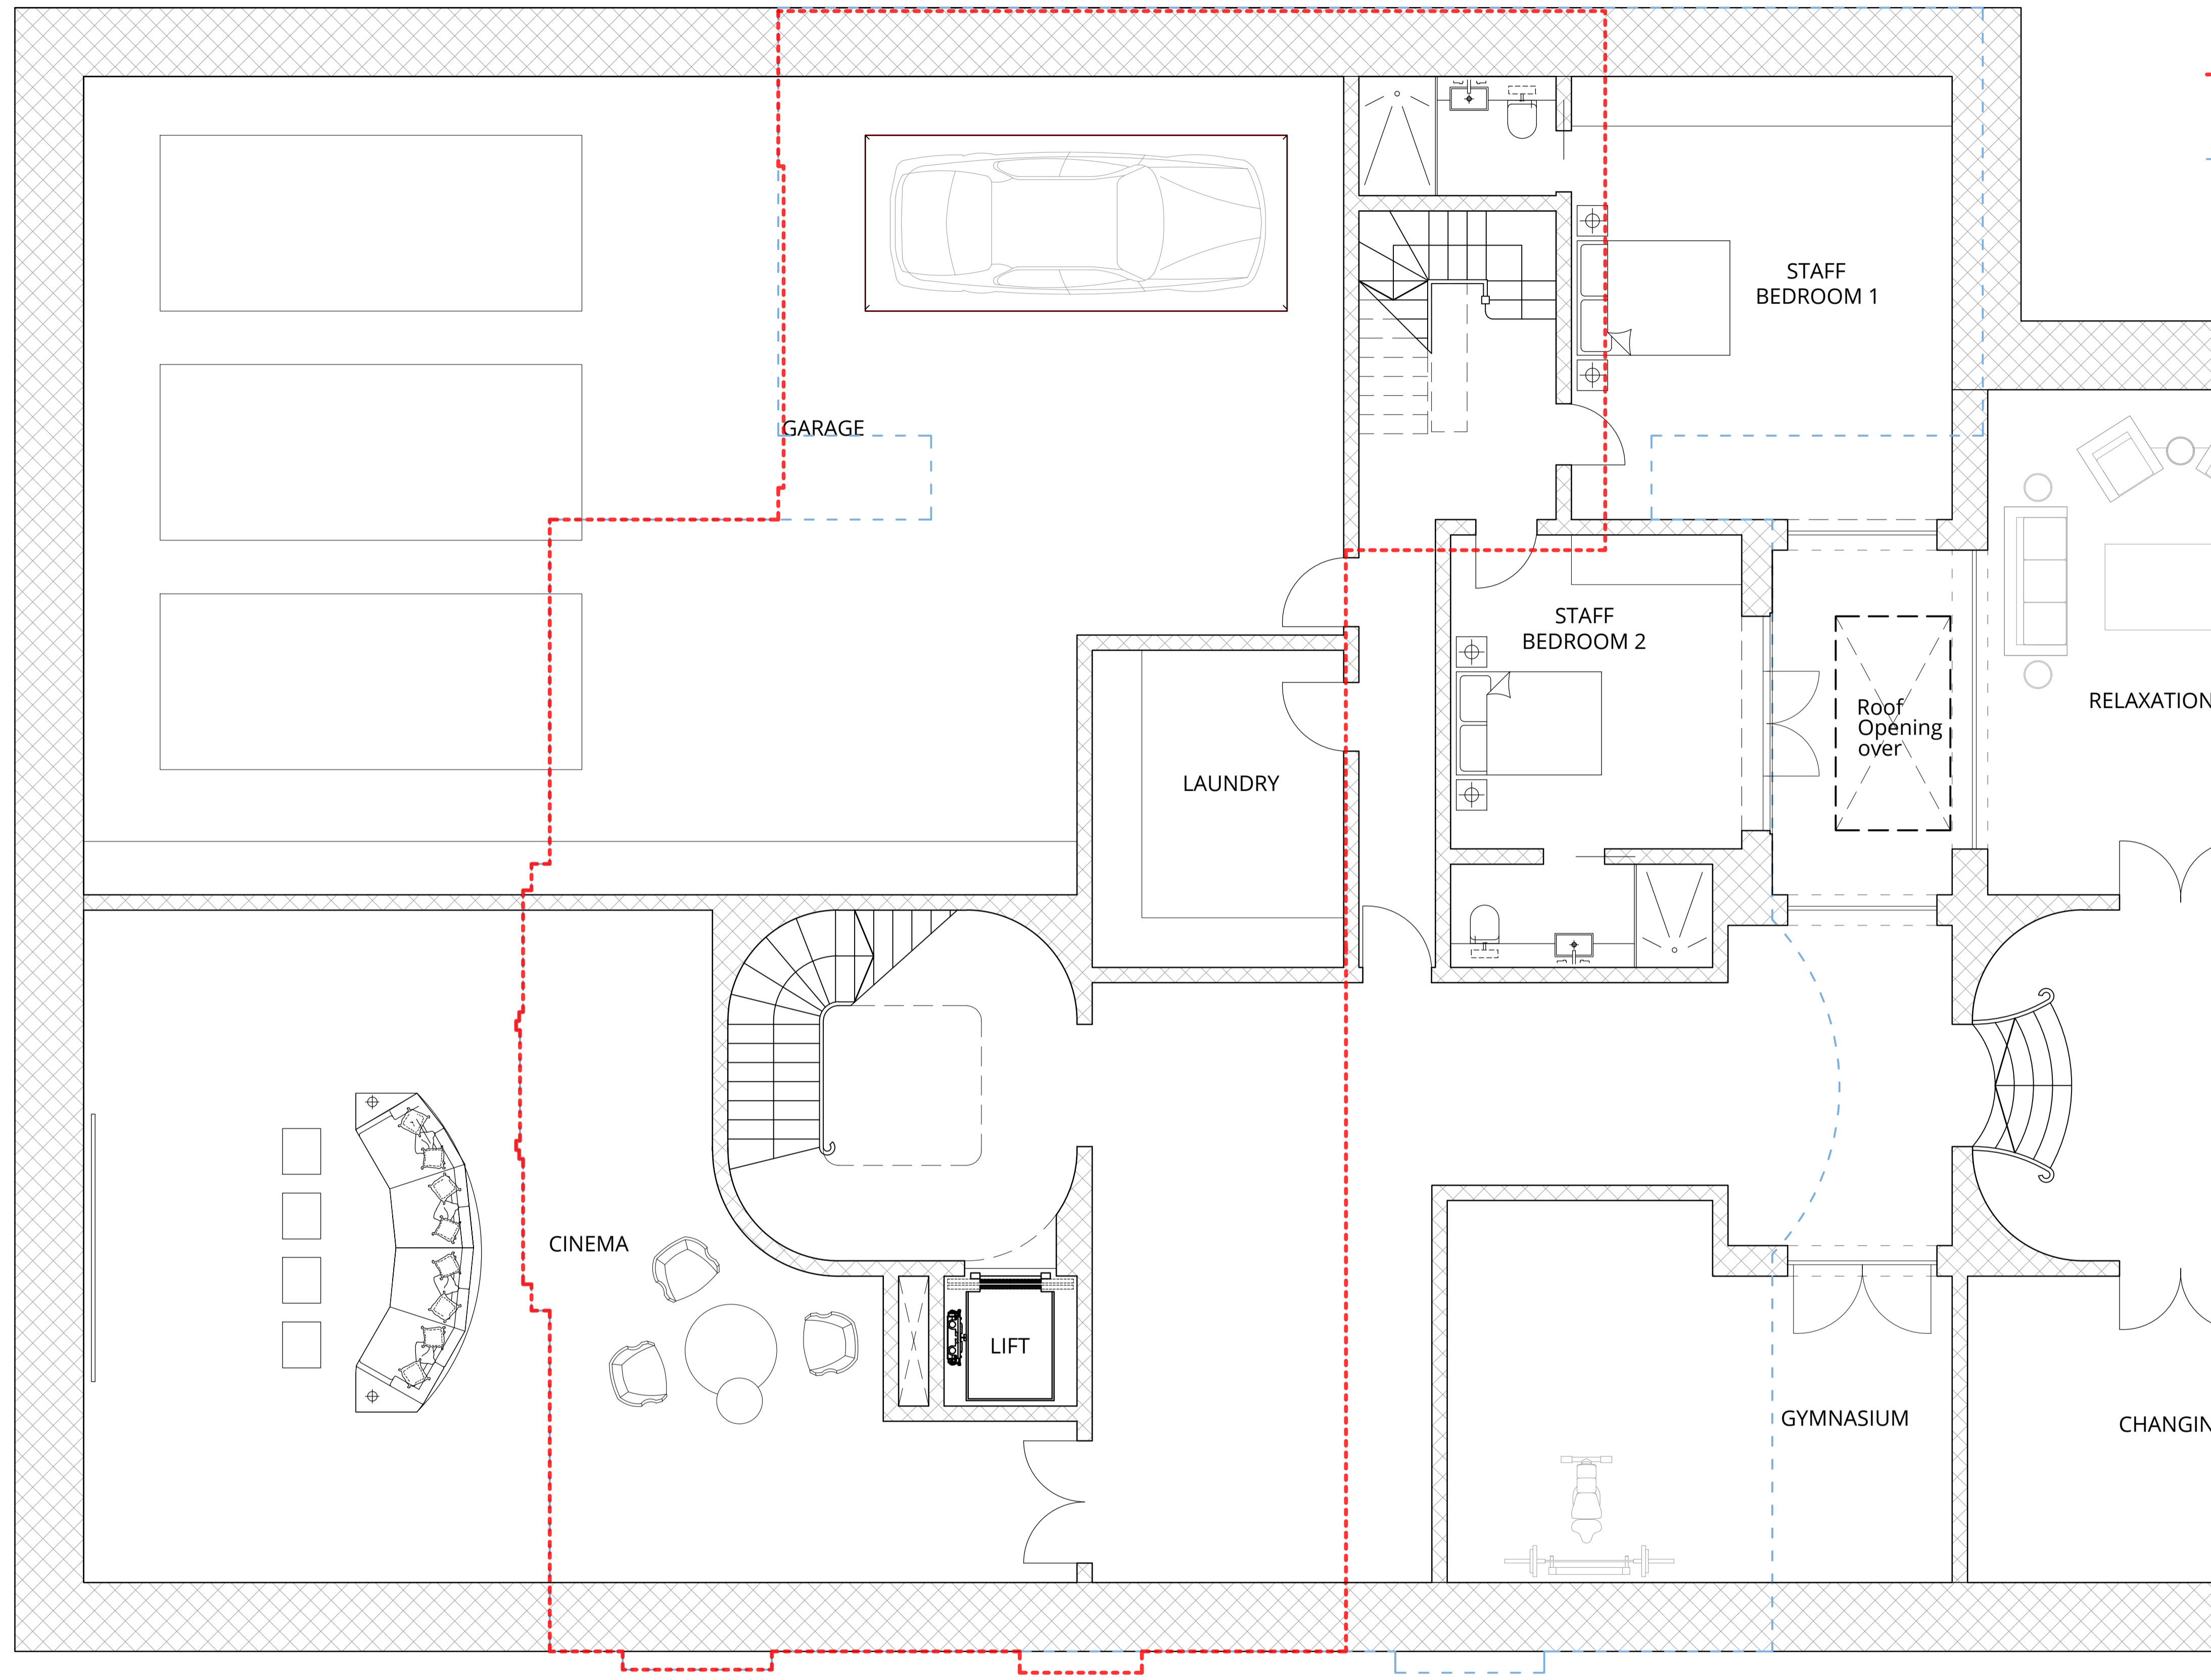 STAFF
BEDROOM 1
GARAGE
STAFF
BEDROOM 2
RELAXATION
Roof
Opening
over
LAUNDRY
CINEMA
LIFT
GYMNASIUM
CHANGIN